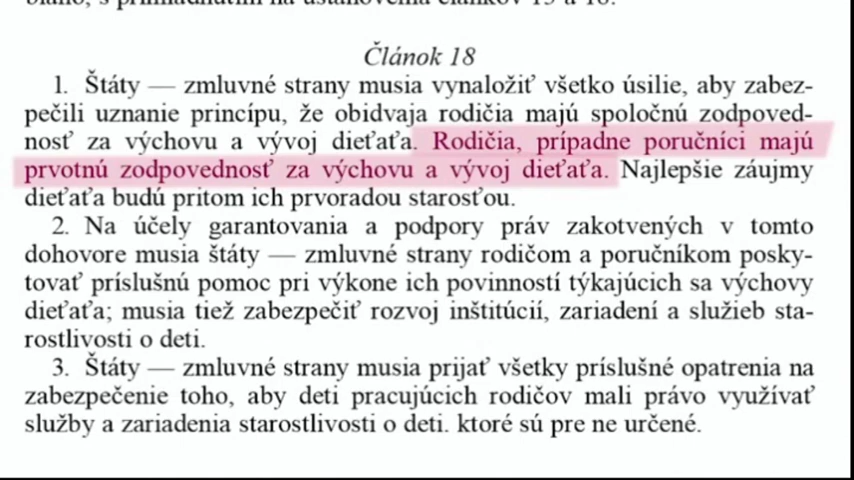 Článok 18
1. Štáty — zmluvné strany musia vynaložiť všetko úsilie, aby zabez-
pečili uznanie princípu, že obidvaja rodičia majú spoločnú zodpoved-
nosť za výchovu a vývoj dieťaťa. Rodičia, prípadne poručníci majú
prvotnú zodpovednosť za výchovu a vývoj dieťaťa. Najlepšie záujmy
dieťaťa budú pritom ich prvoradou starosťou.
2. Na účely garantovania a podpory práv zakotvených v tomto
dohovore musia štáty — zmluvné strany rodičom a poručníkom posky-
tovať príslušnú pomoc pri výkone ich povinností týkajúcich sa výchovy
dieťaťa; musia tiež zabezpečiť rozvoj inštitúcií, zariadení a služieb sta-
rostlivosti o deti.
3. Štáty — zmluvné strany musia prijať všetky príslušné opatrenia na
zabezpečenie toho, aby deti pracujúcich rodičov mali právo využívať
služby a zariadenia starostlivosti o deti. ktoré sú pre ne určené.